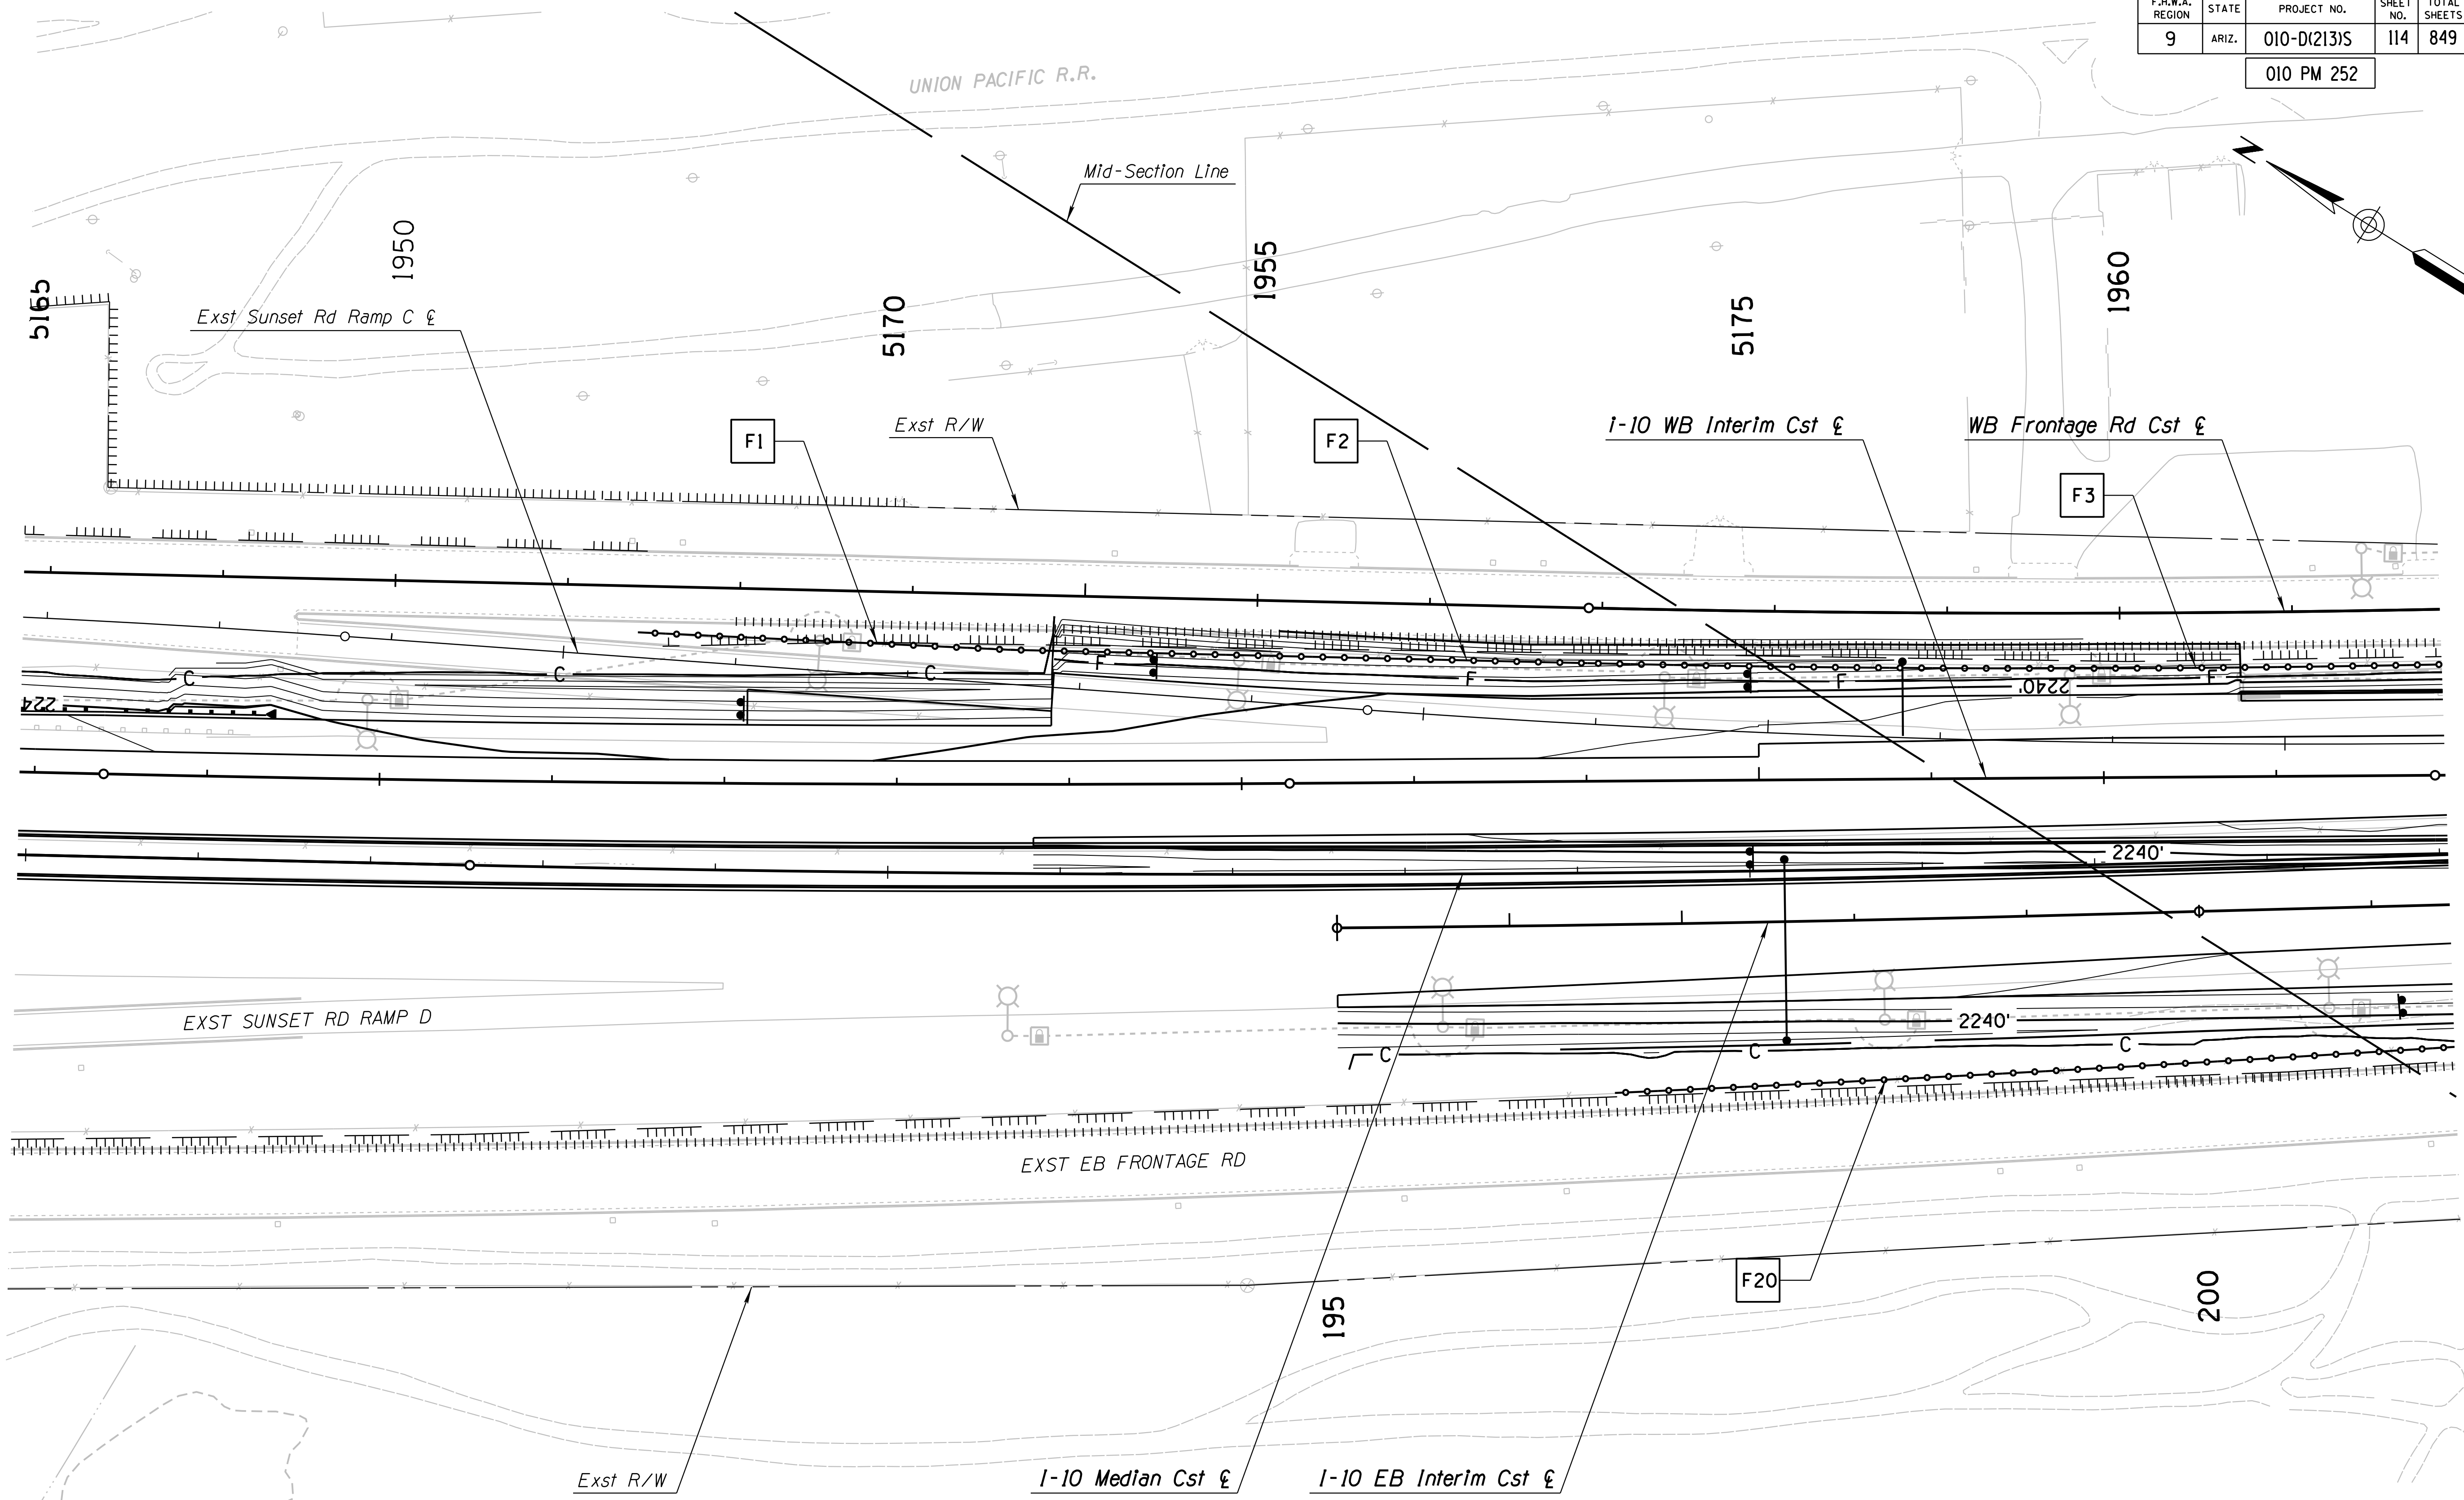 F.H.W.A. REGION STATE PROJECT NO. SHEET NO. TOTAL SHEETS
9 ARIZ. 010-D(213)S 114 849
010 PM 252
UNION PACIFIC R.R.
Mid-Section Line
N
1950
1955
1960
5165
5170
5175
Exst Sunset Rd Ramp C ℄
F1
Exst R/W
F2
i-10 WB Interim Cst ℄
WB Frontage Rd Cst ℄
F3
C
C
C
F
F
F
F
224
2240'
2240'
EXST SUNSET RD RAMP D
2240'
C
C
C
EXST EB FRONTAGE RD
F20
195
200
Exst R/W
I-10 Median Cst ℄
I-10 EB Interim Cst ℄